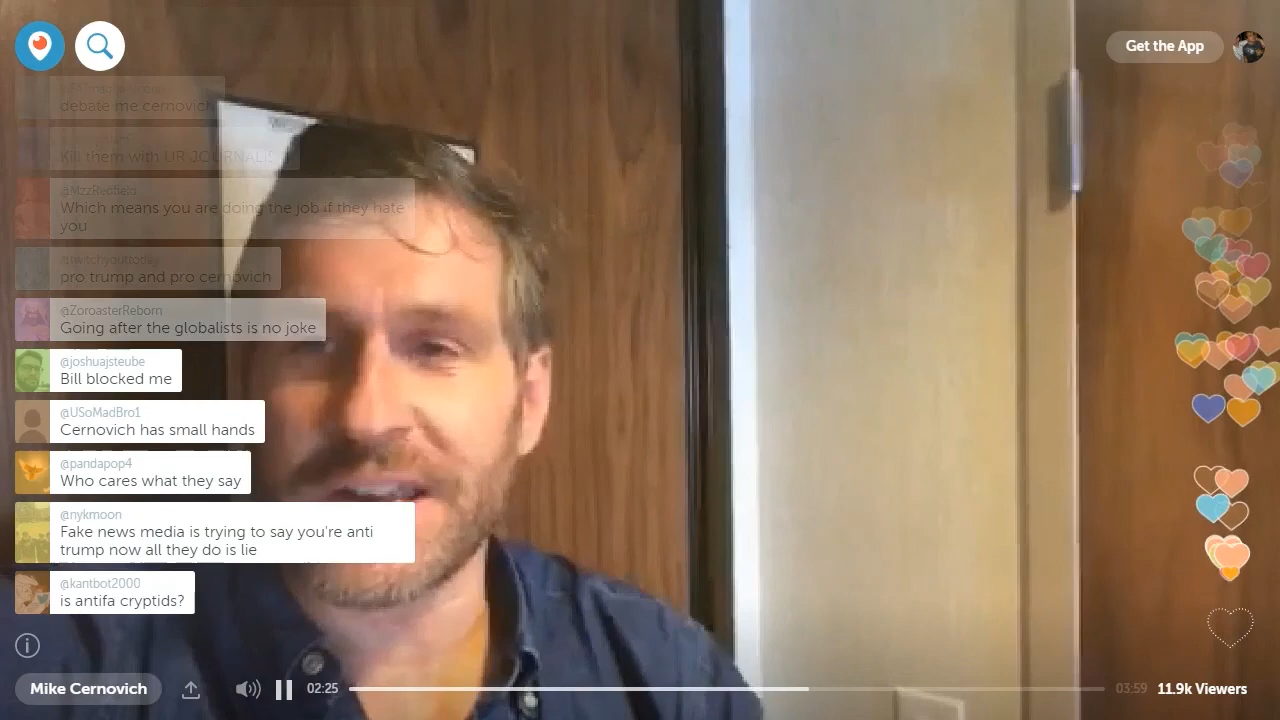 Get the App
debate me cernovich
Kill them with UR JOURNALIS
@MzzRedfield
Which means you are doing the job if they hate
you
@twitchyouttoday
pro trump and pro cernovich
@ZoroasterReborn
Going after the globalists is no joke
@joshuajsteube
Bill blocked me
@USoMadBro1
Cernovich has small hands
@pandapop4
Who cares what they say
@nykmoon
Fake news media is trying to say you're anti
trump now all they do is lie
@kantbot2000
is antifa cryptids?
Mike Cernovich
02:25
03:59
11.9k Viewers